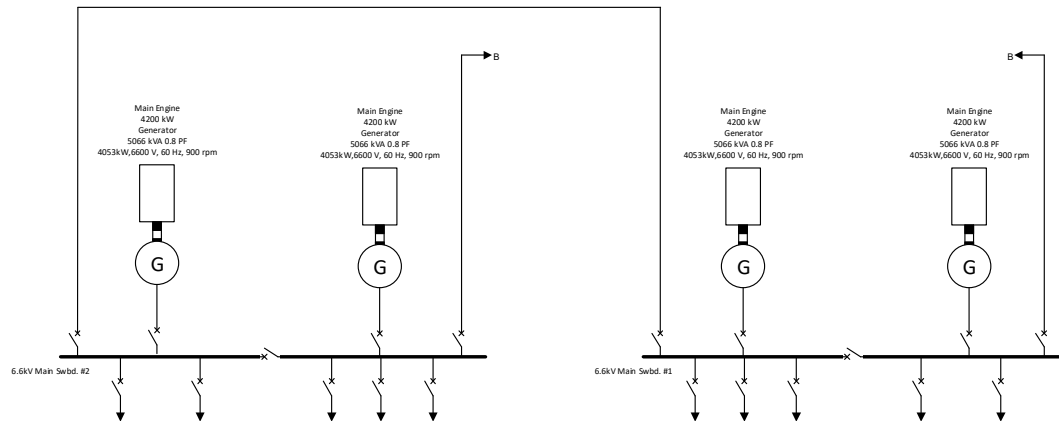 B
B
Main Engine
4200 kW
Generator
5066 kVA 0.8 PF
4053kW,6600 V, 60 Hz, 900 rpm
Main Engine
4200 kW
Generator
5066 kVA 0.8 PF
4053kW,6600 V, 60 Hz, 900 rpm
Main Engine
4200 kW
Generator
5066 kVA 0.8 PF
4053kW,6600 V, 60 Hz, 900 rpm
Main Engine
4200 kW
Generator
5066 kVA 0.8 PF
4053kW,6600 V, 60 Hz, 900 rpm
G
G
G
G
6.6kV Main Swbd. #2
6.6kV Main Swbd. #1